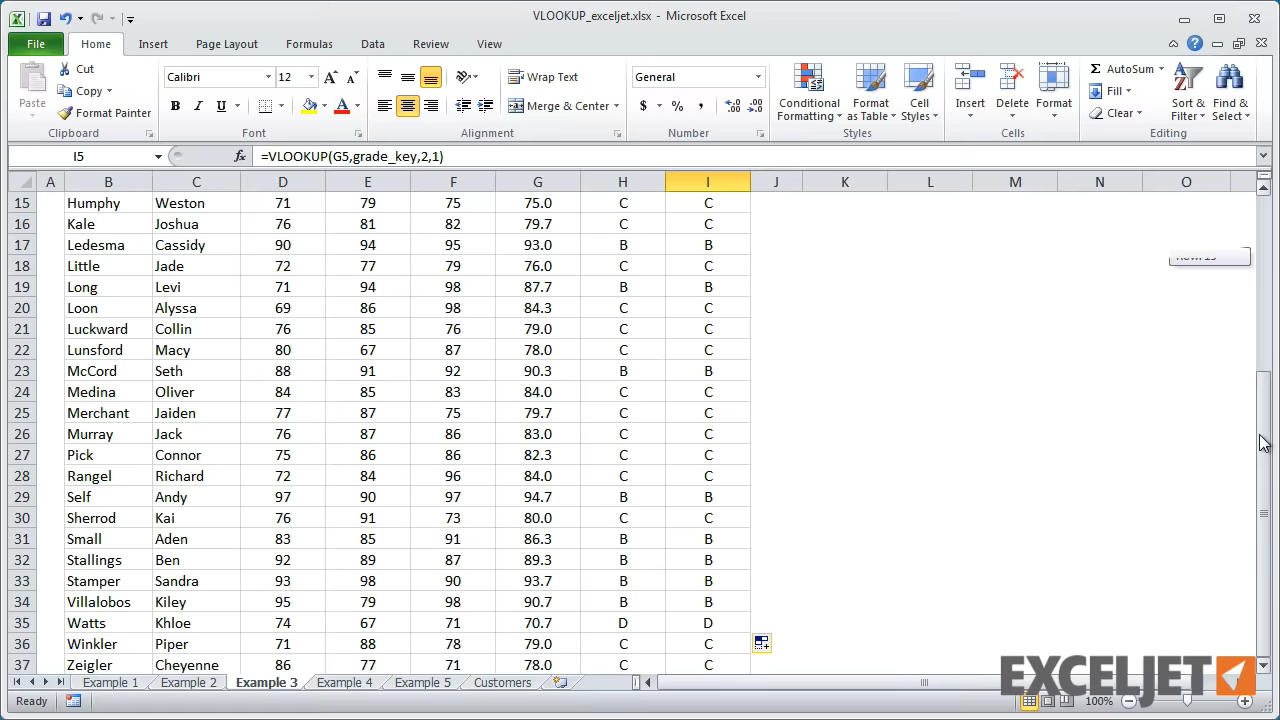 VLOOKUP_exceljet.xlsx - Microsoft Excel
File Home Insert Page Layout Formulas Data Review View
Paste Cut Copy Format Painter Clipboard
Calibri 12 B I U A Font
Wrap Text Merge & Center Alignment
General $ % , .0 .00 .00 .0 Number
Conditional Formatting Format as Table Cell Styles Styles
Insert Delete Format Cells
Σ AutoSum Fill Clear Sort & Filter Find & Select Editing
I5 fx =VLOOKUP(G5,grade_key,2,1)
A B C D E F G H I J K L M N O
15 Humphy Weston 71 79 75 75.0 C C
16 Kale Joshua 76 81 82 79.7 C C
17 Ledesma Cassidy 90 94 95 93.0 B B
18 Little Jade 72 77 79 76.0 C C
19 Long Levi 71 94 98 87.7 B B
20 Loon Alyssa 69 86 98 84.3 C C
21 Luckward Collin 76 85 76 79.0 C C
22 Lunsford Macy 80 67 87 78.0 C C
23 McCord Seth 88 91 92 90.3 B B
24 Medina Oliver 84 85 83 84.0 C C
25 Merchant Jaiden 77 87 75 79.7 C C
26 Murray Jack 76 87 86 83.0 C C
27 Pick Connor 75 86 86 82.3 C C
28 Rangel Richard 72 84 96 84.0 C C
29 Self Andy 97 90 97 94.7 B B
30 Sherrod Kai 76 91 73 80.0 C C
31 Small Aden 83 85 91 86.3 B B
32 Stallings Ben 92 89 87 89.3 B B
33 Stamper Sandra 93 98 90 93.7 B B
34 Villalobos Kiley 95 79 98 90.7 B B
35 Watts Khloe 74 67 71 70.7 D D
36 Winkler Piper 71 88 78 79.0 C C
37 Zeigler Cheyenne 86 77 71 78.0 C C
Example 1 Example 2 Example 3 Example 4 Example 5 Customers
EXCELJET
Ready 100%